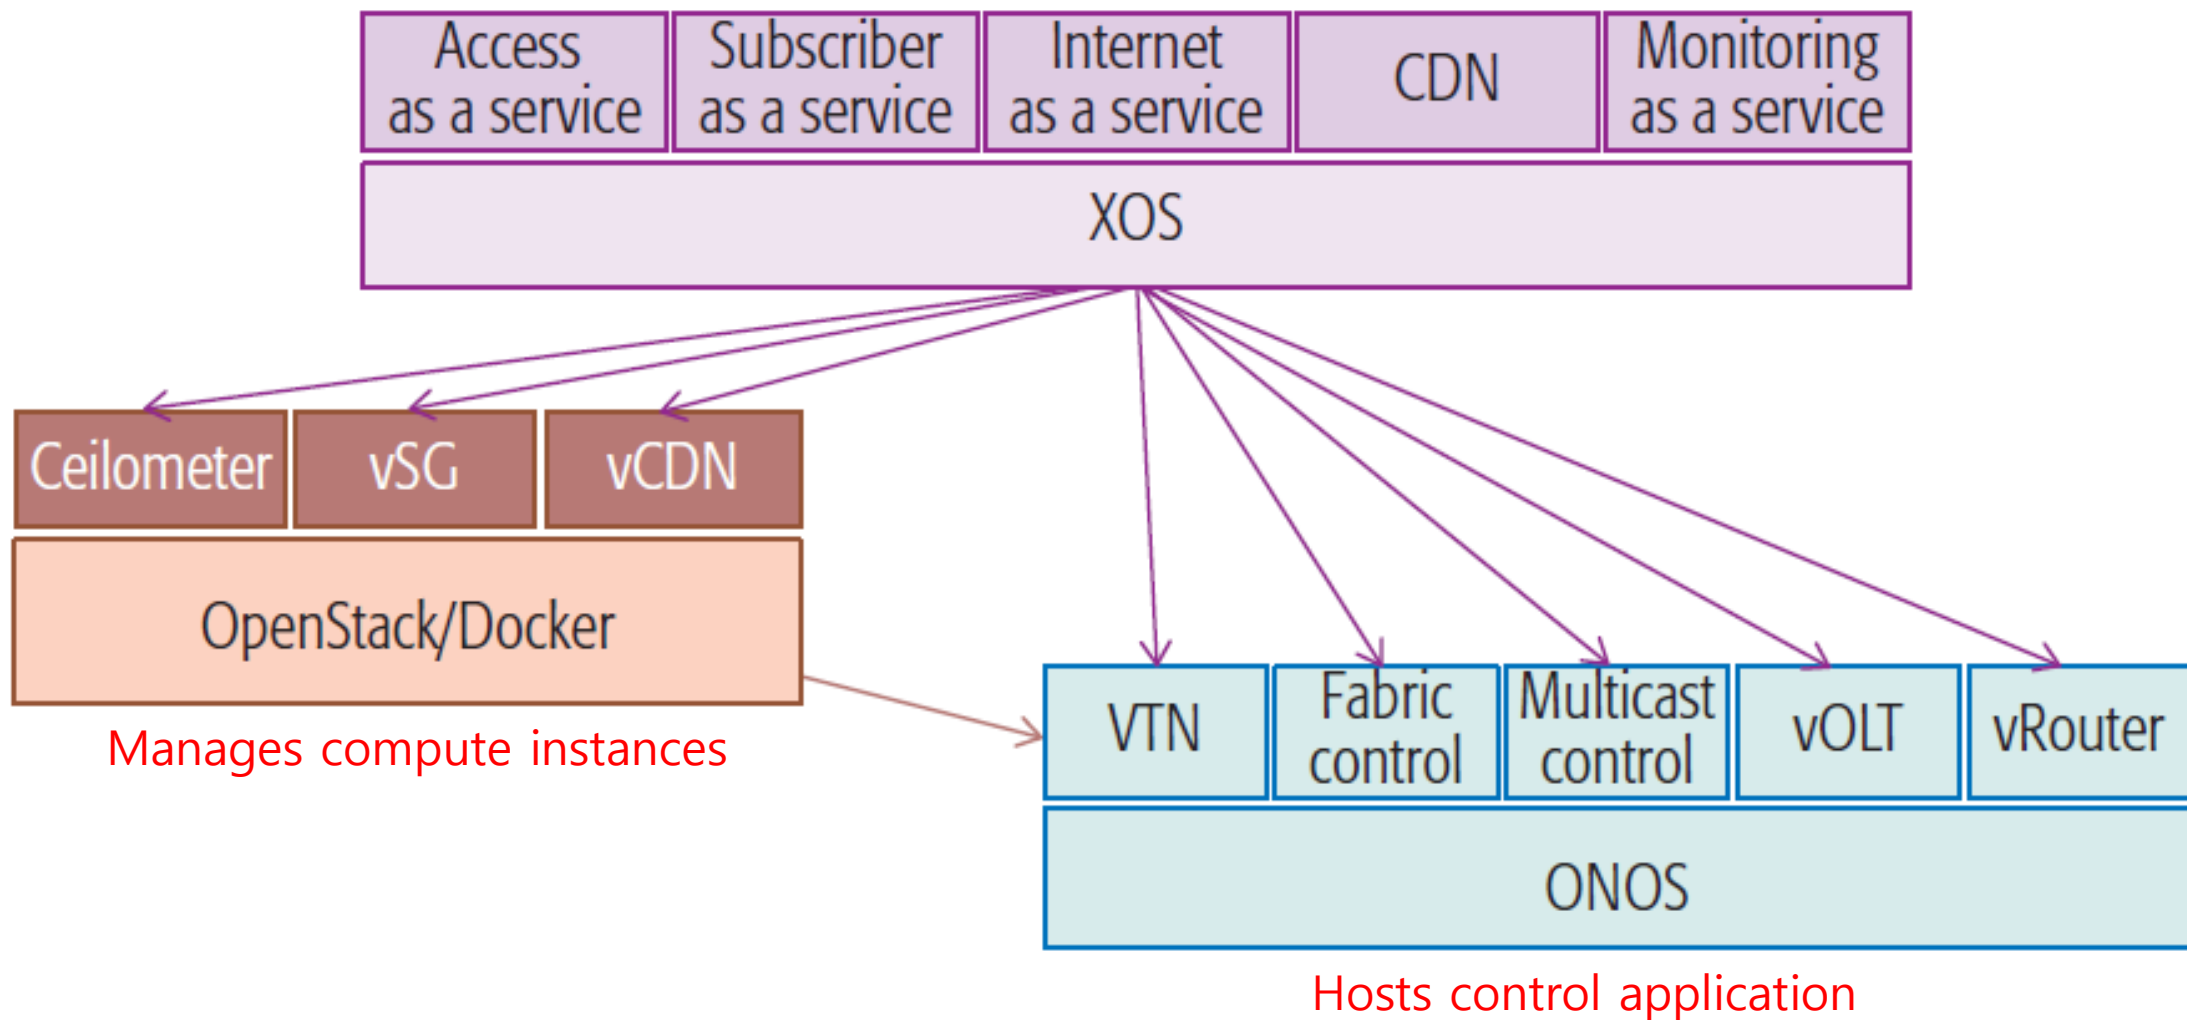 Access
as a service
Subscriber
as a service
Internet
as a service
CDN
Monitoring
as a service
XOS
Ceilometer
vSG
vCDN
OpenStack/Docker
Manages compute instances
VTN
Fabric
control
Multicast
control
vOLT
vRouter
ONOS
Hosts control application